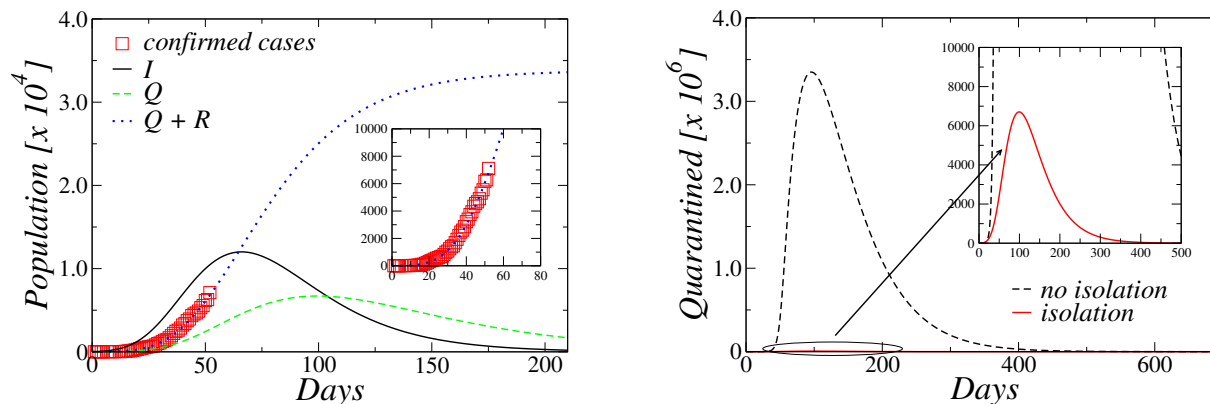 4.0
3.0
2.0
1.0
0.0
Population [x 10^4]
confirmed cases
I
Q
Q + R
10000
8000
6000
4000
2000
0
0 20 40 60 80
0 50 100 150 200
Days
4.0
3.0
2.0
1.0
0.0
Quarantined [x 10^6]
10000
8000
6000
4000
2000
0
0 100 200 300 400 500
no isolation
isolation
0 200 400 600
Days